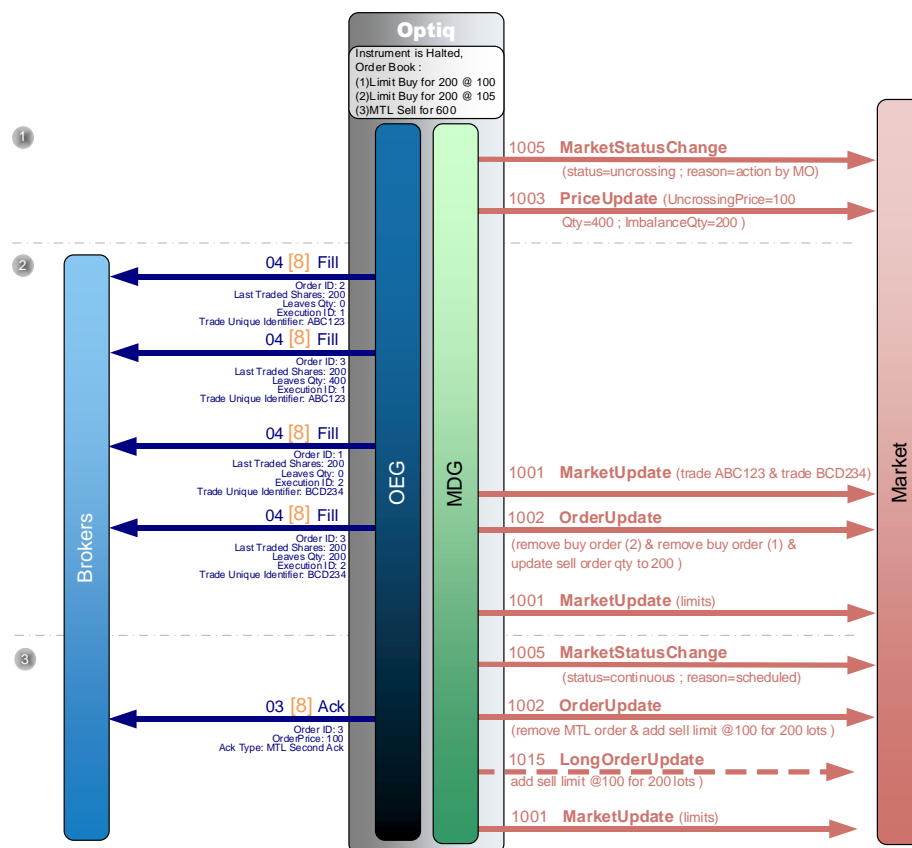 Optiq
Instrument is Halted,
Order Book :
(1)Limit Buy for 200 @ 100
(2)Limit Buy for 200 @ 105
(3)MTL Sell for 600
1
1005 MarketStatusChange
(status=uncrossing ; reason=action by MO)
1003 PriceUpdate (UncrossingPrice=100
Qty=400 ; ImbalanceQty=200 )
2
04 [8] Fill
Order ID: 2
Last Traded Shares: 200
Leaves Qty: 0
Execution ID: 1
Trade Unique Identifier: ABC123
04 [8] Fill
Order ID: 3
Last Traded Shares: 200
Leaves Qty: 400
Execution ID: 1
Trade Unique Identifier: ABC123
04 [8] Fill
Order ID: 1
Last Traded Shares: 200
Leaves Qty: 0
Execution ID: 2
Trade Unique Identifier: BCD234
04 [8] Fill
Order ID: 3
Last Traded Shares: 200
Leaves Qty: 200
Execution ID: 2
Trade Unique Identifier: BCD234
1001 MarketUpdate (trade ABC123 & trade BCD234)
1002 OrderUpdate
(remove buy order (2) & remove buy order (1) &
update sell order qty to 200 )
1001 MarketUpdate (limits)
Brokers
OEG
MDG
Market
3
1005 MarketStatusChange
(status=continuous ; reason=scheduled)
03 [8] Ack
Order ID: 3
OrderPrice: 100
Ack Type: MTL Second Ack
1002 OrderUpdate
(remove MTL order & add sell limit @100 for 200 lots )
1015 LongOrderUpdate
add sell limit @100 for 200 lots )
1001 MarketUpdate (limits)